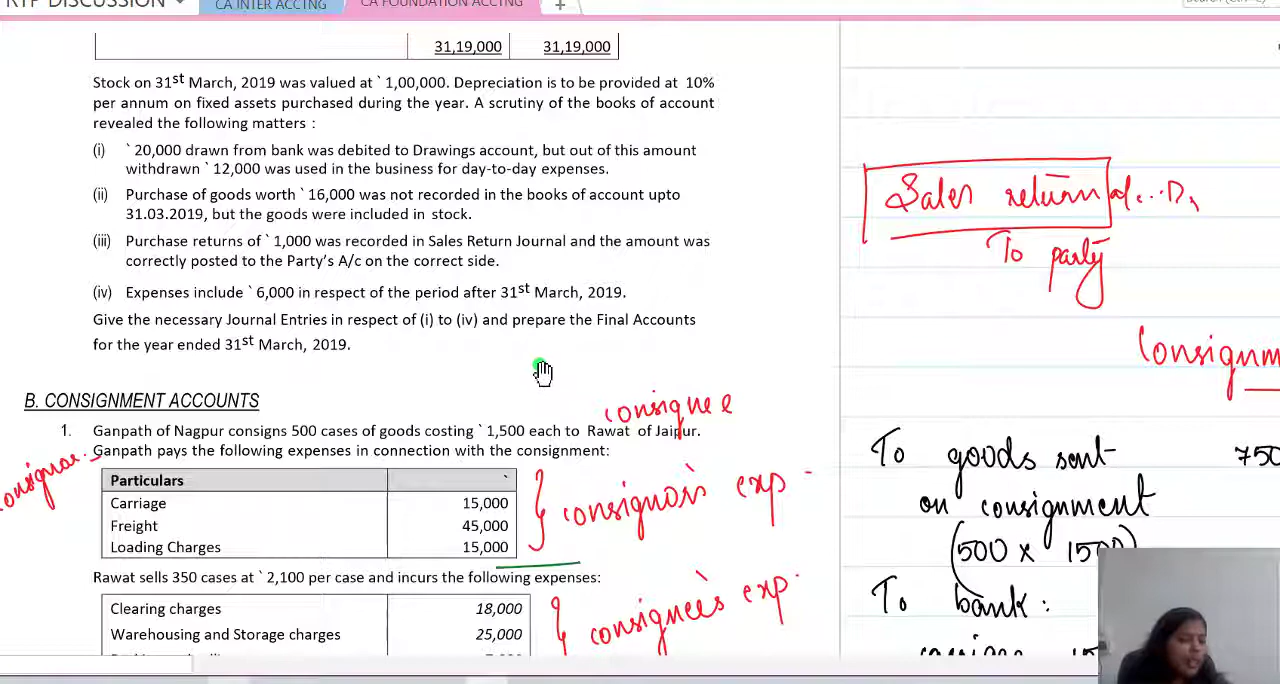 RTP DISCUSSION
CA INTER ACCTNG
CA FOUNDATION ACCTNG
31,19,000 31,19,000
Stock on 31st March, 2019 was valued at ` 1,00,000. Depreciation is to be provided at 10%
per annum on fixed assets purchased during the year. A scrutiny of the books of account
revealed the following matters :
(i) ` 20,000 drawn from bank was debited to Drawings account, but out of this amount
withdrawn ` 12,000 was used in the business for day-to-day expenses.
(ii) Purchase of goods worth ` 16,000 was not recorded in the books of account upto
31.03.2019, but the goods were included in stock.
(iii) Purchase returns of ` 1,000 was recorded in Sales Return Journal and the amount was
correctly posted to the Party's A/c on the correct side.
(iv) Expenses include ` 6,000 in respect of the period after 31st March, 2019.
Give the necessary Journal Entries in respect of (i) to (iv) and prepare the Final Accounts
for the year ended 31st March, 2019.
B. CONSIGNMENT ACCOUNTS
consignee
1. Ganpath of Nagpur consigns 500 cases of goods costing ` 1,500 each to Rawat of Jaipur.
Ganpath pays the following expenses in connection with the consignment:
consignor
Particulars `
Carriage 15,000
Freight 45,000
Loading Charges 15,000
consignor's exp
Rawat sells 350 cases at ` 2,100 per case and incurs the following expenses:
Clearing charges 18,000
Warehousing and Storage charges 25,000
consignee's exp
Sales return
To party
Consignm
To goods sent 750
on consignment
(500 x 1500)
To bank: